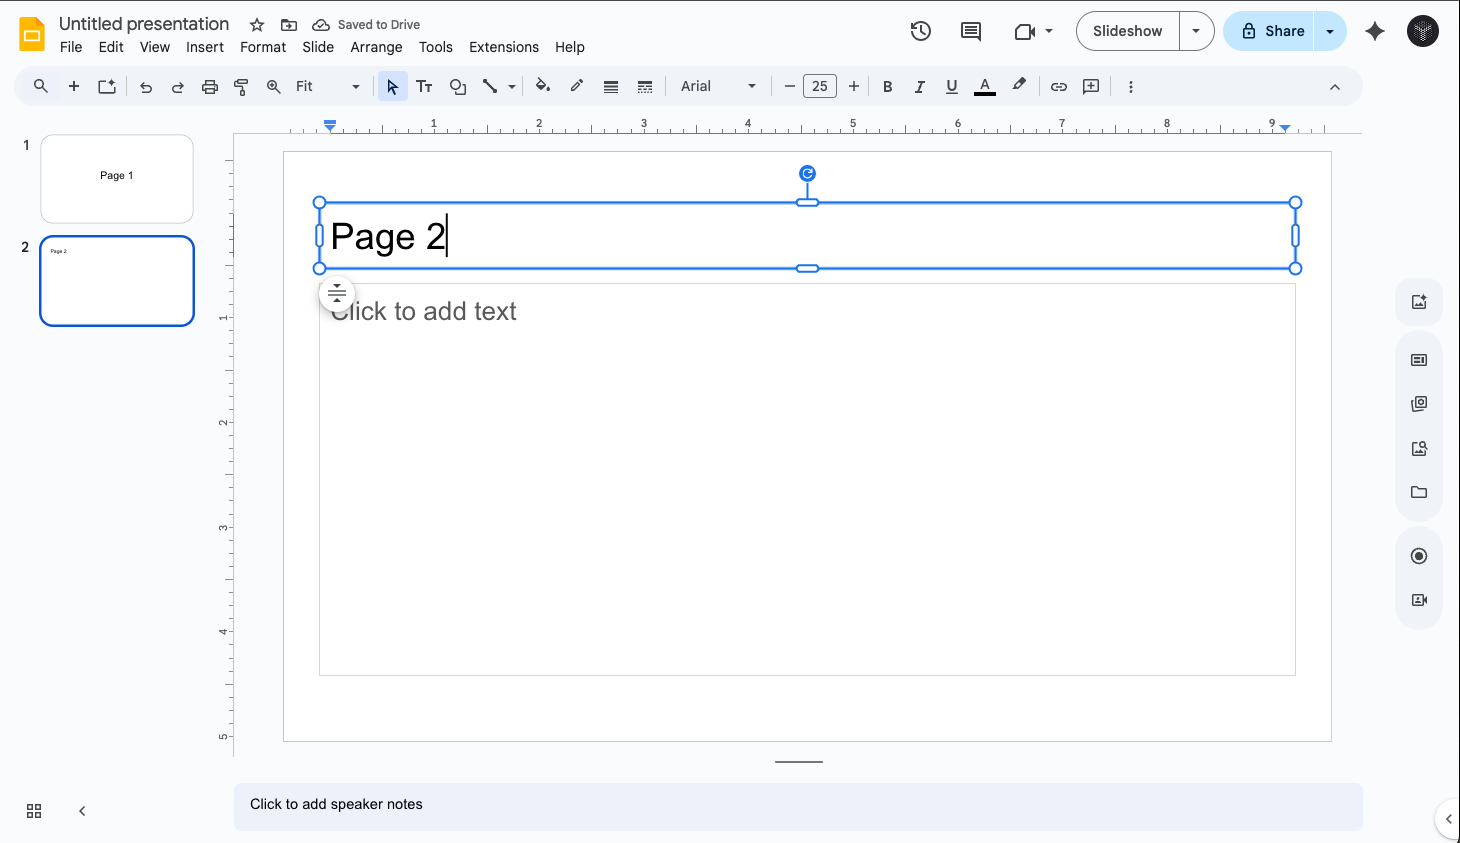 Untitled presentation
Saved to Drive
File Edit View Insert Format Slide Arrange Tools Extensions Help
Slideshow
Share
Fit
Arial
25
B I U A
1 2 3 4 5 6 7 8 9
1
Page 1
2
Page 2
Page 2
Click to add text
1
2
3
4
5
Click to add speaker notes